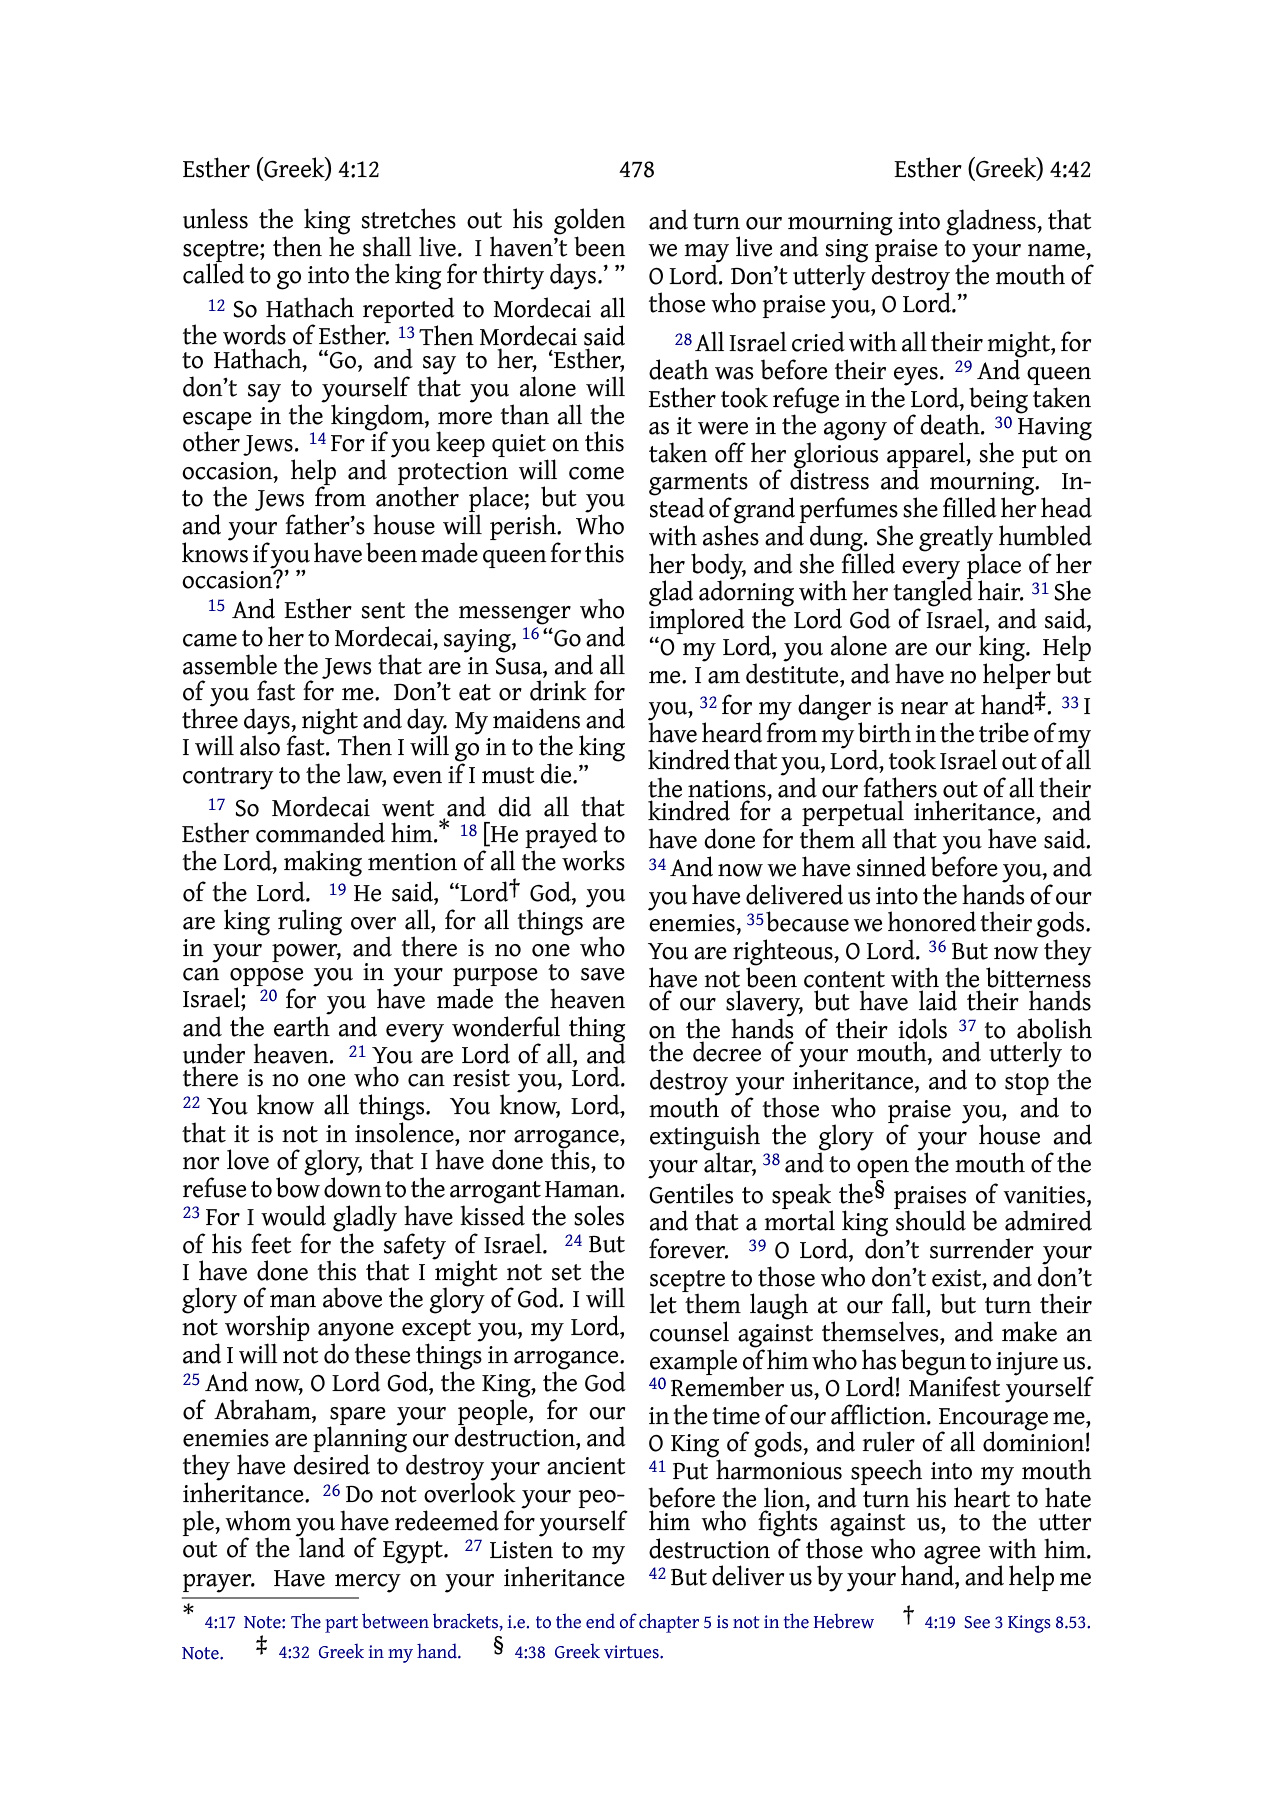 Esther (Greek) 4:12 478 Esther (Greek) 4:42
unless the king stretches out his golden
sceptre; then he shall live. I haven’t been
called to go into the king for thirty days.’ ”
12 So Hathach reported to Mordecai all
the words of Esther. 13 Then Mordecai said
to Hathach, “Go, and say to her, ‘Esther,
don’t say to yourself that you alone will
escape in the kingdom, more than all the
other Jews. 14 For if you keep quiet on this
occasion, help and protection will come
to the Jews from another place; but you
and your father’s house will perish. Who
knows if you have been made queen for this
occasion?’ ”
15 And Esther sent the messenger who
came to her to Mordecai, saying, 16 “Go and
assemble the Jews that are in Susa, and all
of you fast for me. Don’t eat or drink for
three days, night and day. My maidens and
I will also fast. Then I will go in to the king
contrary to the law, even if I must die.”
17 So Mordecai went and did all that
Esther commanded him.* 18 [He prayed to
the Lord, making mention of all the works
of the Lord. 19 He said, “Lord† God, you
are king ruling over all, for all things are
in your power, and there is no one who
can oppose you in your purpose to save
Israel; 20 for you have made the heaven
and the earth and every wonderful thing
under heaven. 21 You are Lord of all, and
there is no one who can resist you, Lord.
22 You know all things. You know, Lord,
that it is not in insolence, nor arrogance,
nor love of glory, that I have done this, to
refuse to bow down to the arrogant Haman.
23 For I would gladly have kissed the soles
of his feet for the safety of Israel. 24 But
I have done this that I might not set the
glory of man above the glory of God. I will
not worship anyone except you, my Lord,
and I will not do these things in arrogance.
25 And now, O Lord God, the King, the God
of Abraham, spare your people, for our
enemies are planning our destruction, and
they have desired to destroy your ancient
inheritance. 26 Do not overlook your peo-
ple, whom you have redeemed for yourself
out of the land of Egypt. 27 Listen to my
prayer. Have mercy on your inheritance
and turn our mourning into gladness, that
we may live and sing praise to your name,
O Lord. Don’t utterly destroy the mouth of
those who praise you, O Lord.”
28 All Israel cried with all their might, for
death was before their eyes. 29 And queen
Esther took refuge in the Lord, being taken
as it were in the agony of death. 30 Having
taken off her glorious apparel, she put on
garments of distress and mourning. In-
stead of grand perfumes she filled her head
with ashes and dung. She greatly humbled
her body, and she filled every place of her
glad adorning with her tangled hair. 31 She
implored the Lord God of Israel, and said,
“O my Lord, you alone are our king. Help
me. I am destitute, and have no helper but
you, 32 for my danger is near at hand‡. 33 I
have heard from my birth in the tribe of my
kindred that you, Lord, took Israel out of all
the nations, and our fathers out of all their
kindred for a perpetual inheritance, and
have done for them all that you have said.
34 And now we have sinned before you, and
you have delivered us into the hands of our
enemies, 35 because we honored their gods.
You are righteous, O Lord. 36 But now they
have not been content with the bitterness
of our slavery, but have laid their hands
on the hands of their idols 37 to abolish
the decree of your mouth, and utterly to
destroy your inheritance, and to stop the
mouth of those who praise you, and to
extinguish the glory of your house and
your altar, 38 and to open the mouth of the
Gentiles to speak the§ praises of vanities,
and that a mortal king should be admired
forever. 39 O Lord, don’t surrender your
sceptre to those who don’t exist, and don’t
let them laugh at our fall, but turn their
counsel against themselves, and make an
example of him who has begun to injure us.
40 Remember us, O Lord! Manifest yourself
in the time of our affliction. Encourage me,
O King of gods, and ruler of all dominion!
41 Put harmonious speech into my mouth
before the lion, and turn his heart to hate
him who fights against us, to the utter
destruction of those who agree with him.
42 But deliver us by your hand, and help me
* 4:17 Note: The part between brackets, i.e. to the end of chapter 5 is not in the Hebrew † 4:19 See 3 Kings 8.53.
Note. ‡ 4:32 Greek in my hand. § 4:38 Greek virtues.